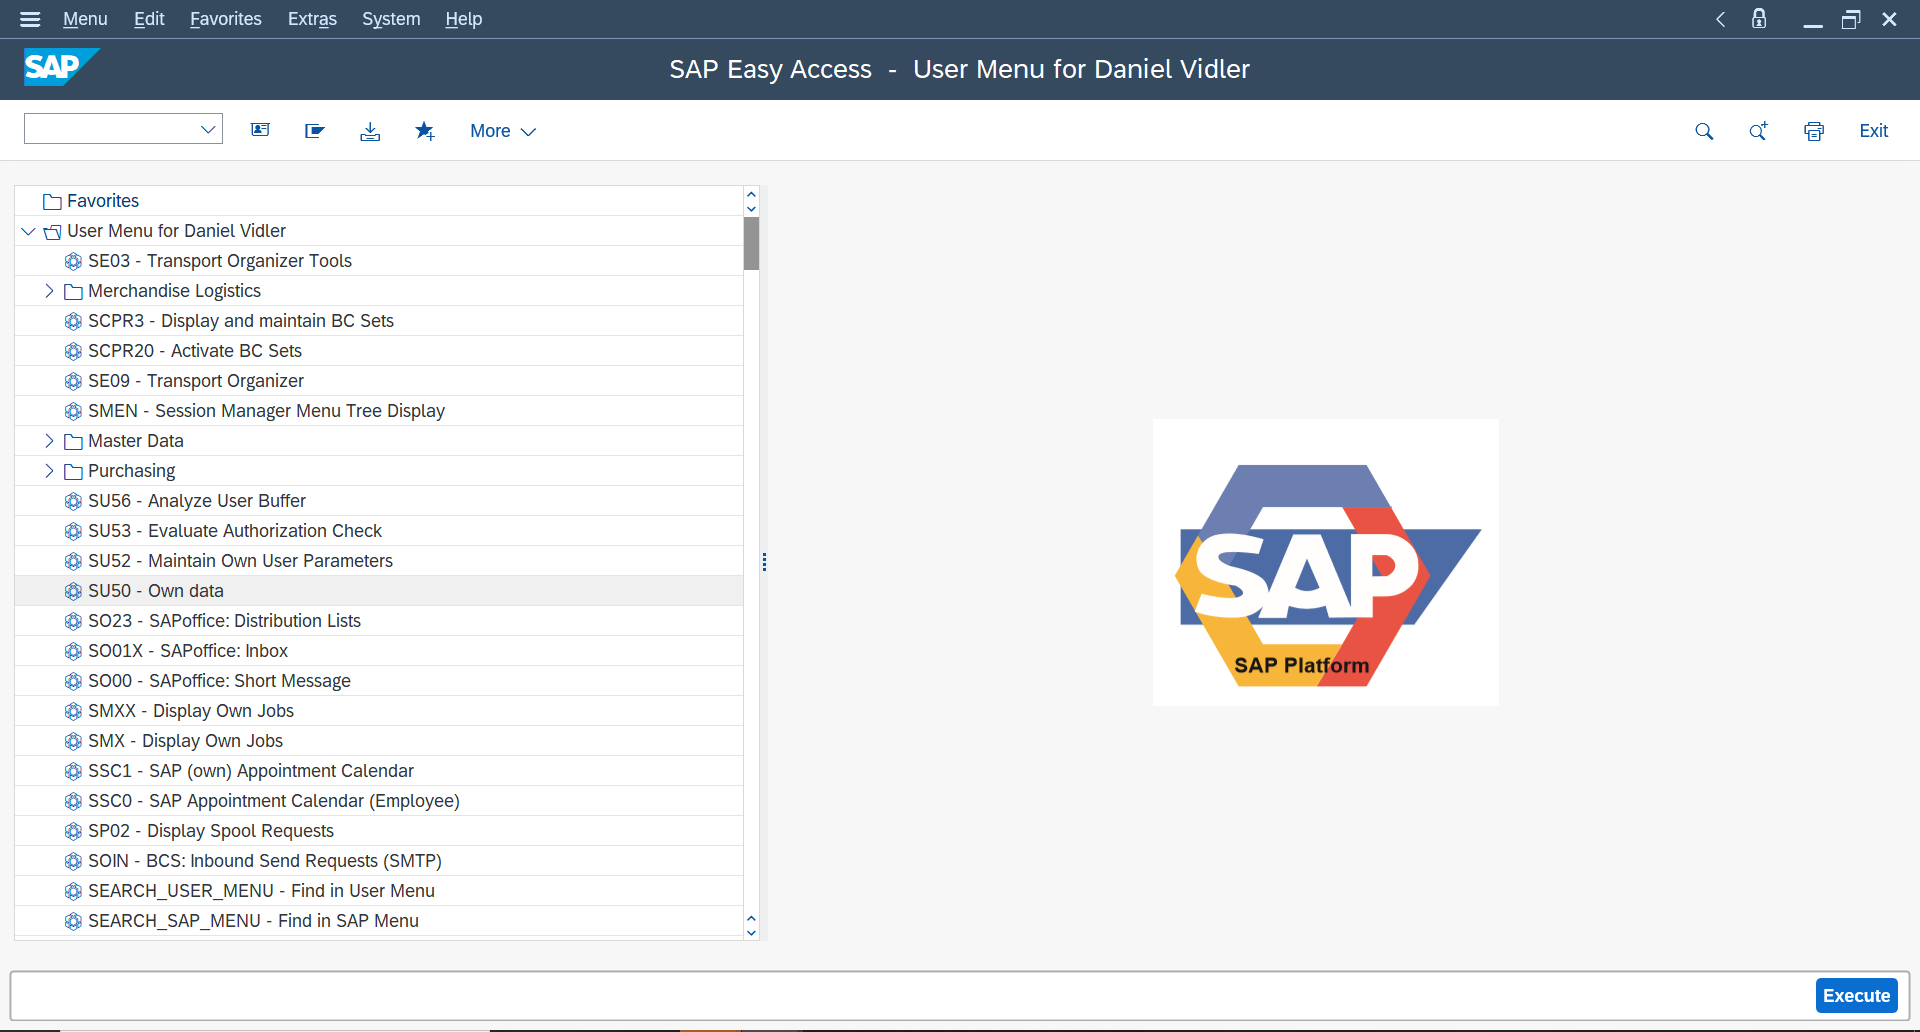 Menu Edit Favorites Extras System Help
SAP
SAP Easy Access - User Menu for Daniel Vidler
More
Exit
Favorites
User Menu for Daniel Vidler
SE03 - Transport Organizer Tools
Merchandise Logistics
SCPR3 - Display and maintain BC Sets
SCPR20 - Activate BC Sets
SE09 - Transport Organizer
SMEN - Session Manager Menu Tree Display
Master Data
Purchasing
SU56 - Analyze User Buffer
SU53 - Evaluate Authorization Check
SU52 - Maintain Own User Parameters
SU50 - Own data
SO23 - SAPoffice: Distribution Lists
SO01X - SAPoffice: Inbox
SO00 - SAPoffice: Short Message
SMXX - Display Own Jobs
SMX - Display Own Jobs
SSC1 - SAP (own) Appointment Calendar
SSC0 - SAP Appointment Calendar (Employee)
SP02 - Display Spool Requests
SOIN - BCS: Inbound Send Requests (SMTP)
SEARCH_USER_MENU - Find in User Menu
SEARCH_SAP_MENU - Find in SAP Menu
SAP
SAP Platform
Execute